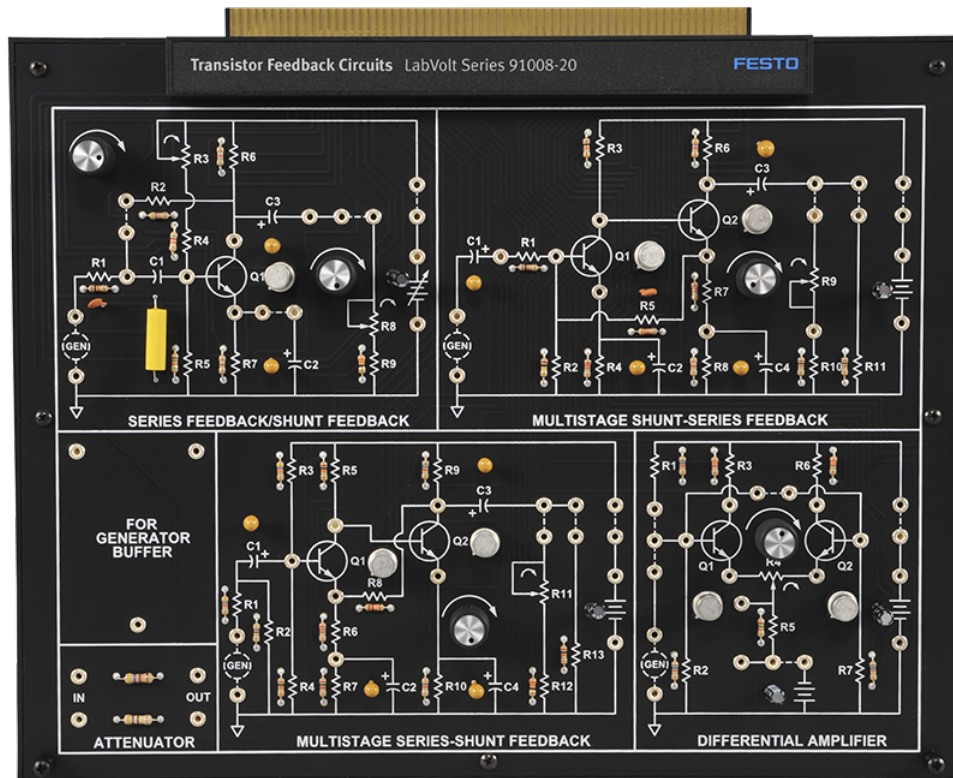 Transistor Feedback Circuits LabVolt Series 91008-20
FESTO
R3
R6
R2
C3
R4
R1
C1
Q1
GEN
R8
R5
R7
C2
R9
SERIES FEEDBACK/SHUNT FEEDBACK
R3
R6
C3
Q2
C1
R1
Q1
R7
R9
R5
GEN
R2
R4
C2
R8
C4
R10
R11
MULTISTAGE SHUNT-SERIES FEEDBACK
FOR
GENERATOR
BUFFER
IN
OUT
ATTENUATOR
R3
R5
R9
C3
C1
Q1
Q2
R8
R11
R1
R2
R6
GEN
R13
R4
R7
C2
R10
C4
R12
MULTISTAGE SERIES-SHUNT FEEDBACK
R1
R3
R6
Q1
Q2
R4
R5
GEN
R2
R7
DIFFERENTIAL AMPLIFIER